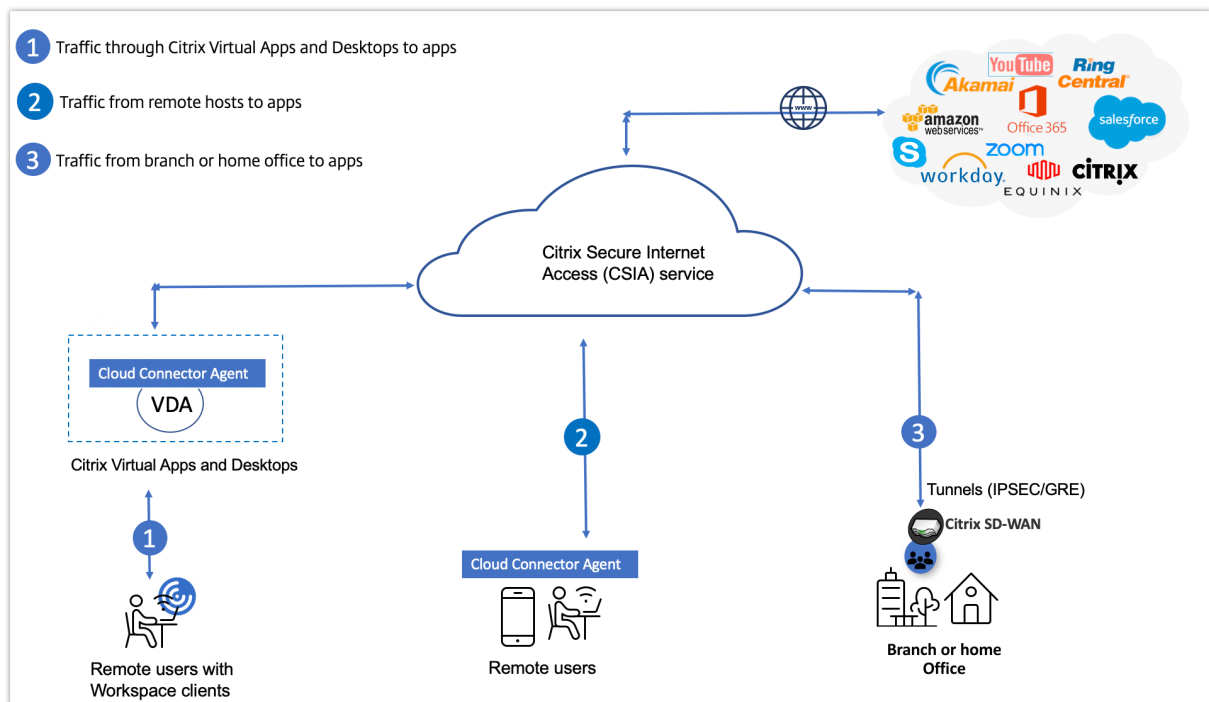 1 Traffic through Citrix Virtual Apps and Desktops to apps
2 Traffic from remote hosts to apps
3 Traffic from branch or home office to apps
www
Akamai
YouTube
Ring
Central
amazon
webservices™
Office 365
salesforce
S
zoom
workday.
EQUINIX
CİTRIX
Citrix Secure Internet
Access (CSIA) service
Cloud Connector Agent
VDA
Citrix Virtual Apps and Desktops
1
Remote users with
Workspace clients
2
Cloud Connector Agent
Remote users
3
Tunnels (IPSEC/GRE)
Citrix SD-WAN
Branch or home
Office